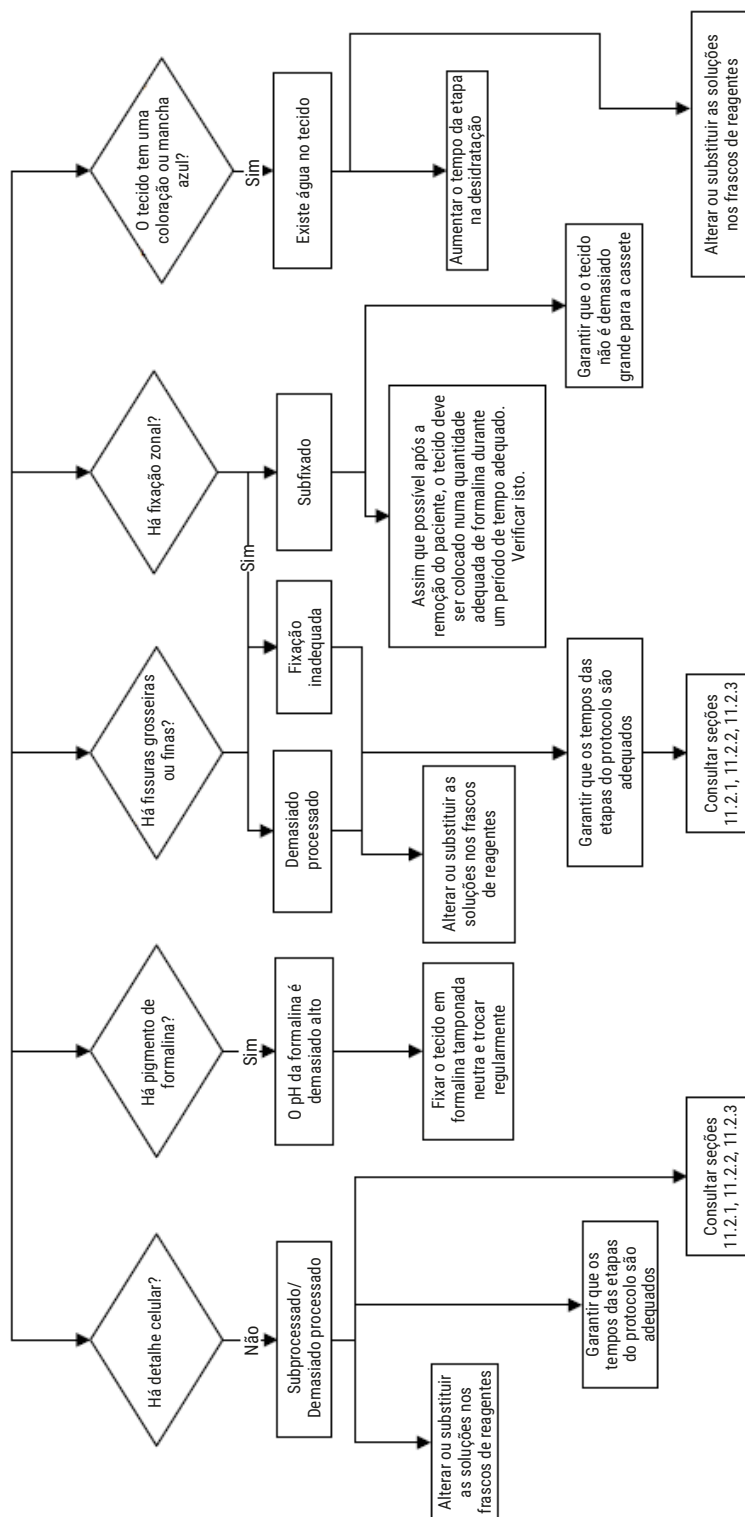 Há detalhe celular?
Não
Subprocessado/
Demasiado processado
Alterar ou substituir
as soluções nos
frascos de reagentes
Garantir que os
tempos das etapas
do protocolo são
adequados
Consultar seções
11.2.1, 11.2.2, 11.2.3
Há pigmento de
formalina?
Sim
O pH da formalina é
demasiado alto
Fixar o tecido em
formalina tamponada
neutra e trocar
regularmente
Há fissuras grosseiras
ou finas?
Há fixação zonal?
Sim
Demasiado
processado
Fixação
inadequada
Subfixado
Alterar ou substituir as
soluções nos frascos
de reagentes
Garantir que os tempos das
etapas do protocolo são
adequados
Consultar seções
11.2.1, 11.2.2, 11.2.3
Assim que possível após a
remoção do paciente, o tecido deve
ser colocado numa quantidade
adequada de formalina durante
um período de tempo adequado.
Verificar isto.
Garantir que o tecido
não é demasiado
grande para a cassete
O tecido tem uma
coloração ou mancha
azul?
Sim
Existe água no tecido
Aumentar o tempo da etapa
na desidratação
Alterar ou substituir as soluções
nos frascos de reagentes